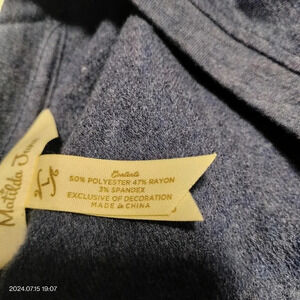 Matilda
Contents
50% POLYESTER 47% RAYON
3% SPANDEX
EXCLUSIVE OF DECORATION
MADE IN CHINA
2024.07.15 19:07